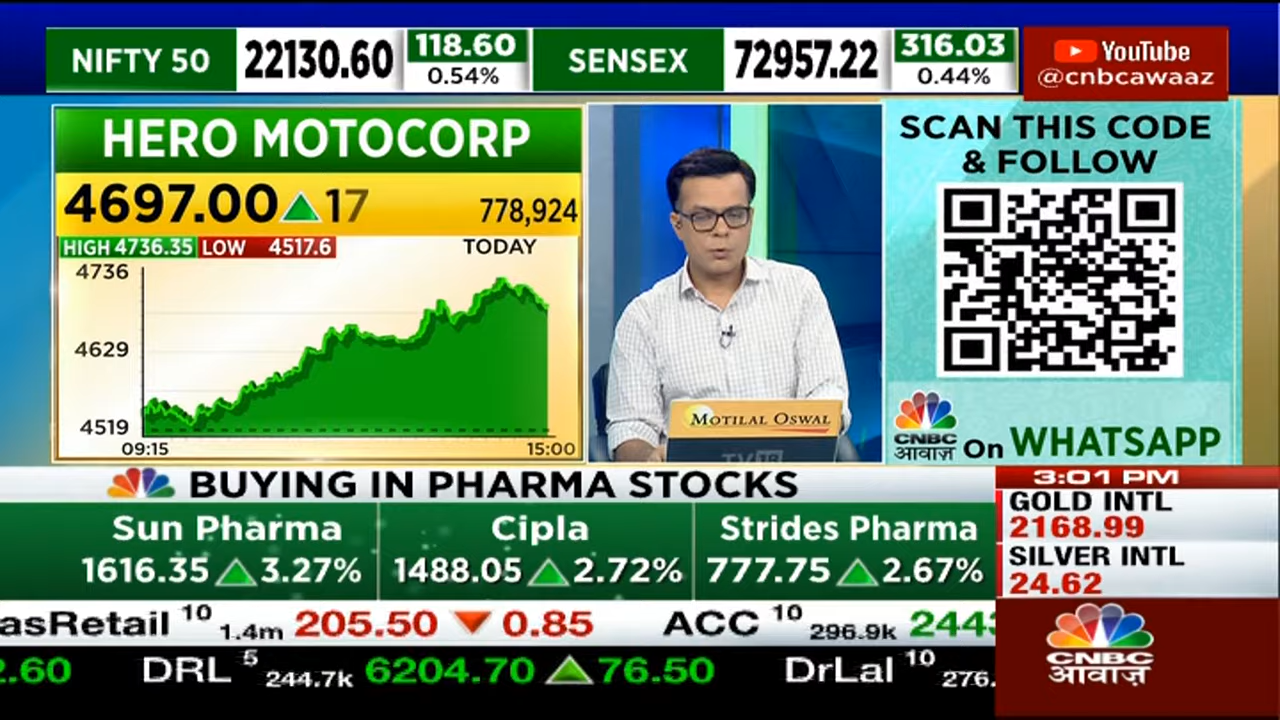 NIFTY 50 22130.60 118.60 0.54% SENSEX 72957.22 316.03 0.44%
YouTube
@cnbcawaaz
HERO MOTOCORP
4697.00 17 778,924
HIGH 4736.35 LOW 4517.6 TODAY
4736
4629
4519
09:15 15:00
MOTILAL OSWAL
TV18
SCAN THIS CODE
& FOLLOW
CNBC
आवाज़
On WHATSAPP
BUYING IN PHARMA STOCKS
Sun Pharma Cipla Strides Pharma
1616.35 3.27% 1488.05 2.72% 777.75 2.67%
3:01 PM
GOLD INTL
2168.99
SILVER INTL
24.62
asRetail 10 1.4m 205.50 0.85 ACC 10 296.9k 244
2.60 DRL 5 244.7k 6204.70 76.50 DrLal 10 276.
CNBC
आवाज़